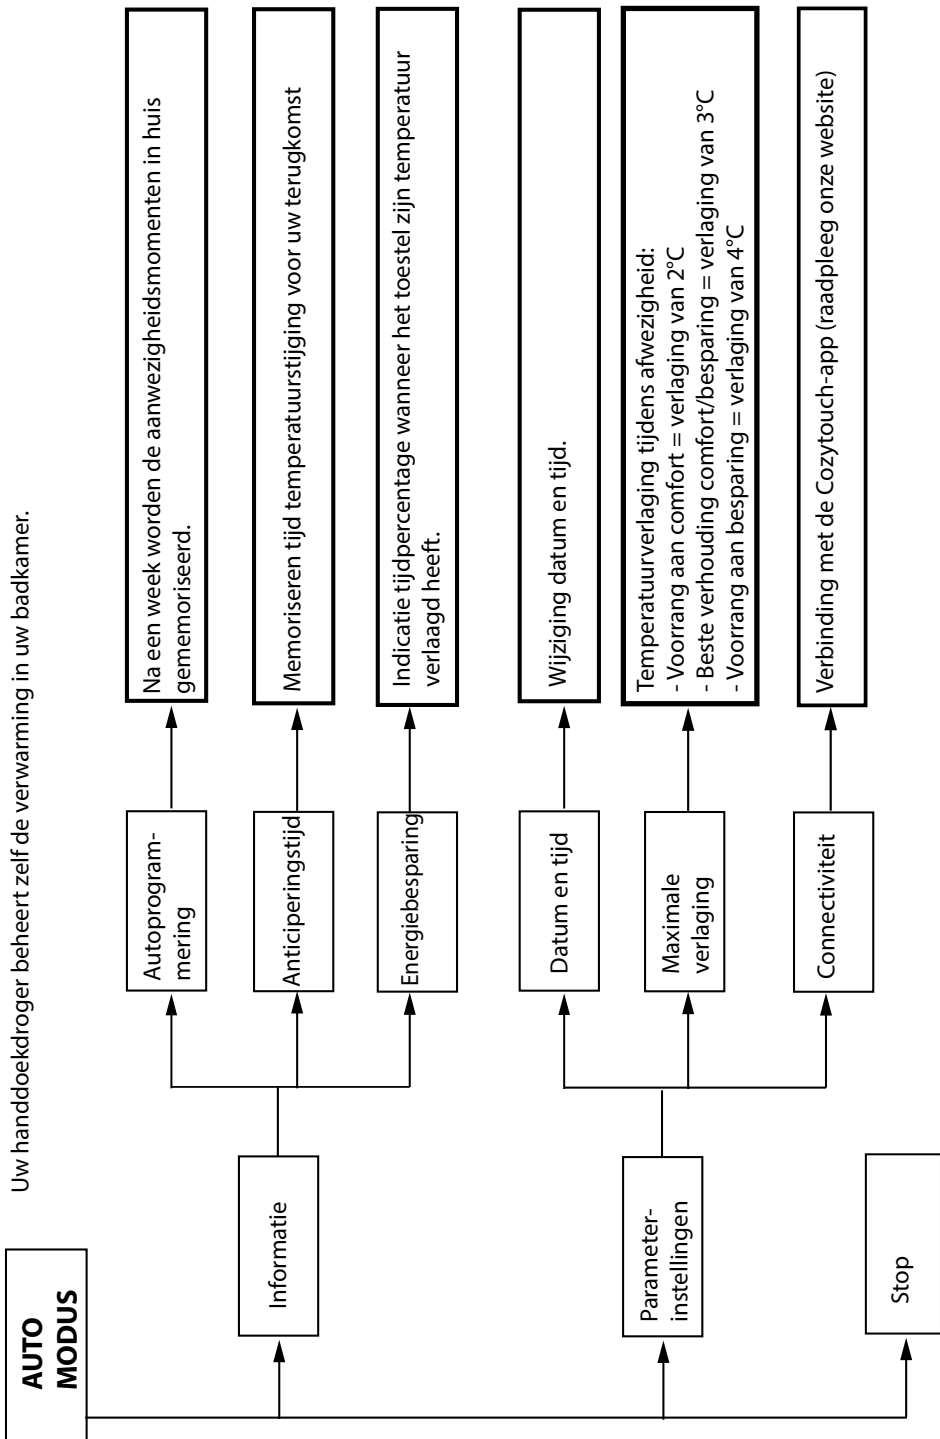 AUTO
MODUS
Uw handdoekdroger beheert zelf de verwarming in uw badkamer.
Informatie
Autoprogram-
mering
Na een week worden de aanwezigheidsmomenten in huis
gememoriseerd.
Anticiperingstijd
Memoriseren tijd temperatuurstijging voor uw terugkomst
Energiebesparing
Indicatie tijdpercentage wanneer het toestel zijn temperatuur
verlaagd heeft.
Parameter-
instellingen
Datum en tijd
Wijziging datum en tijd.
Maximale
verlaging
Temperatuurverlaging tijdens afwezigheid:
- Voorrang aan comfort = verlaging van 2°C
- Beste verhouding comfort/besparing = verlaging van 3°C
- Voorrang aan besparing = verlaging van 4°C
Connectiviteit
Verbinding met de Cozytouch-app (raadpleeg onze website)
Stop